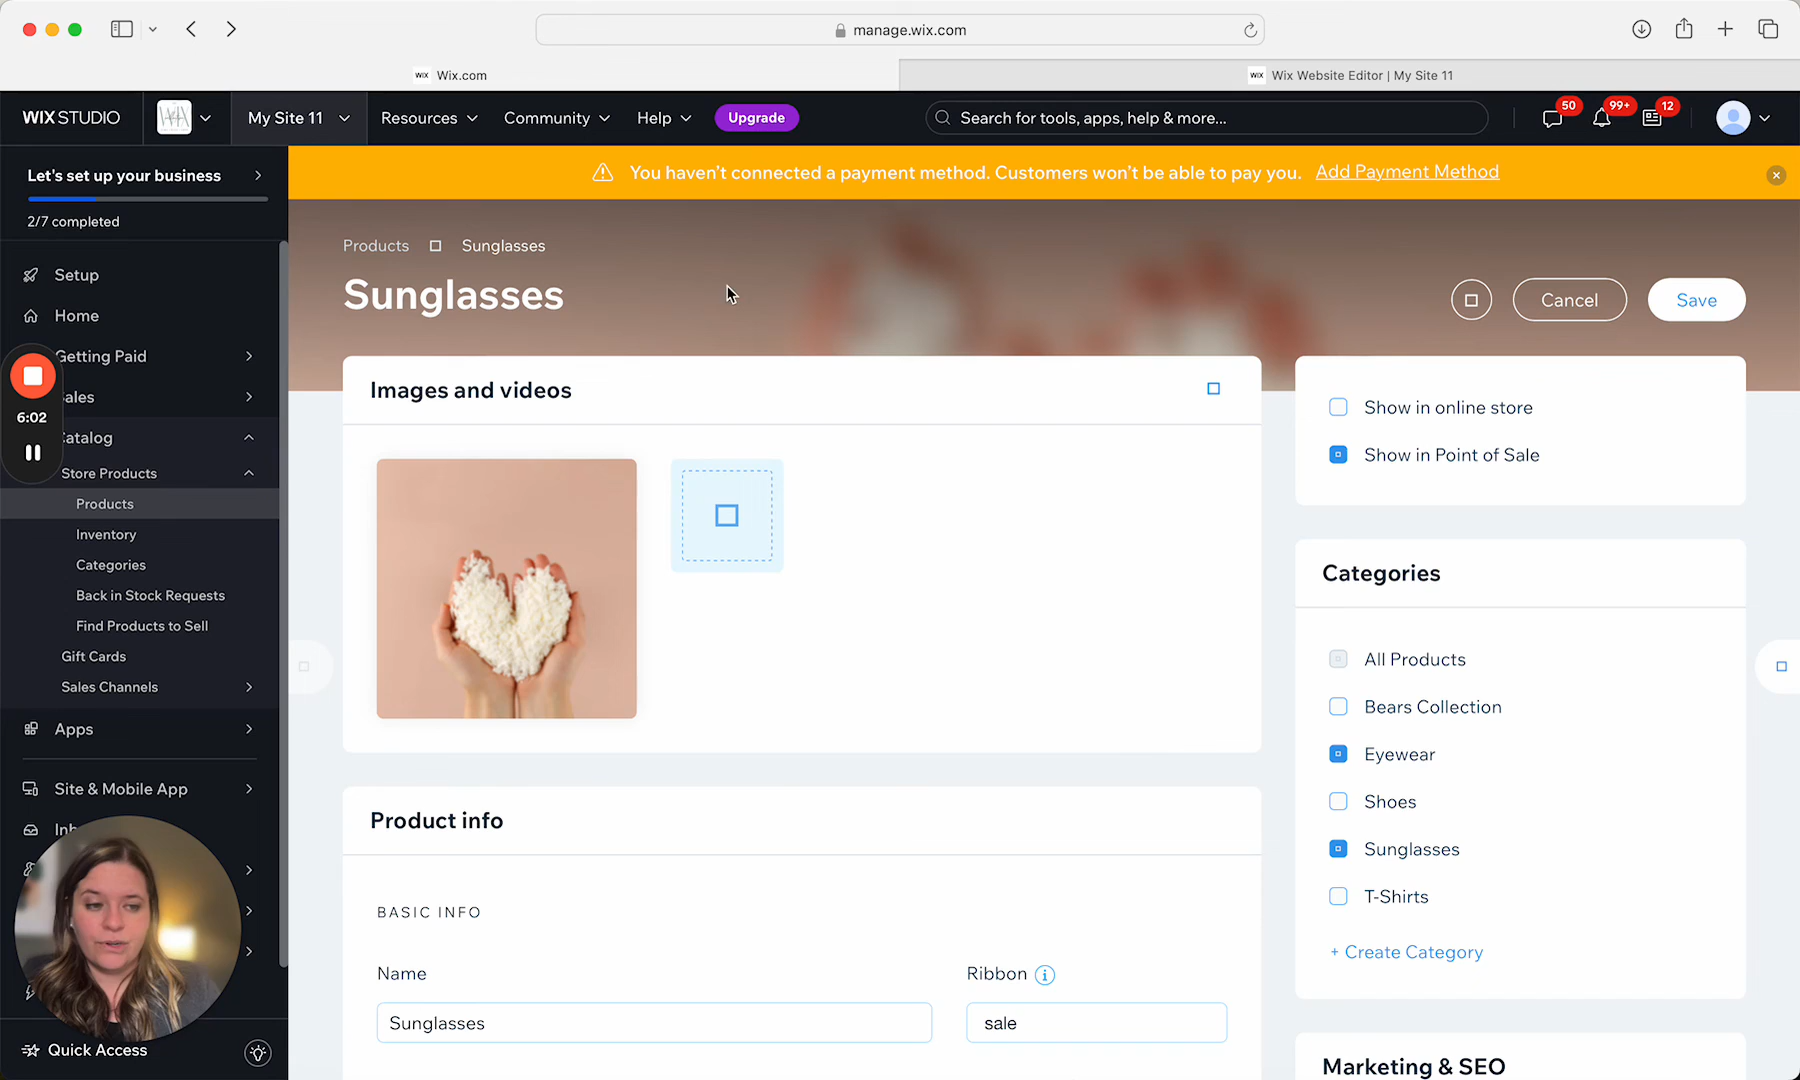 manage.wix.com
WIX Wix.com
WIX Wix Website Editor | My Site 11
WIX STUDIO
My Site 11
Resources
Community
Help
Upgrade
Search for tools, apps, help & more...
50
99+
12
Let's set up your business
2/7 completed
You haven't connected a payment method. Customers won't be able to pay you. Add Payment Method
Setup
Home
Getting Paid
Sales
6:02
Catalog
Store Products
Products
Inventory
Categories
Back in Stock Requests
Find Products to Sell
Gift Cards
Sales Channels
Apps
Site & Mobile App
Inb
Quick Access
Products
Sunglasses
Sunglasses
Cancel
Save
Images and videos
Product info
BASIC INFO
Name
Ribbon
Sunglasses
sale
Show in online store
Show in Point of Sale
Categories
All Products
Bears Collection
Eyewear
Shoes
Sunglasses
T-Shirts
+ Create Category
Marketing & SEO